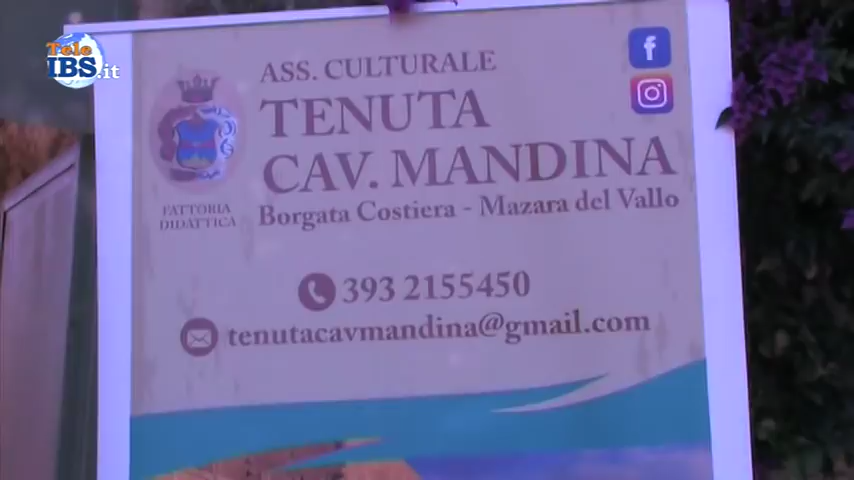 Tele
IBS.it
ASS. CULTURALE
TENUTA
CAV. MANDINA
FATTORIA
DIDATTICA
Borgata Costiera - Mazara del Vallo
393 2155450
tenutacavmandina@gmail.com